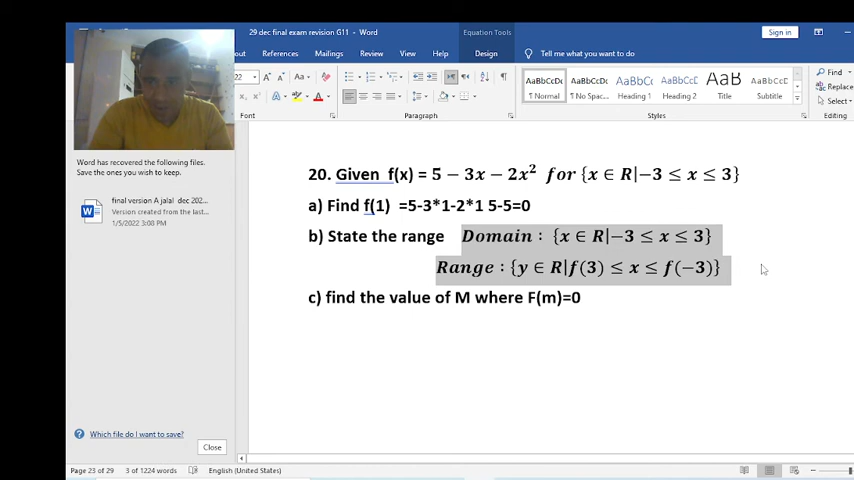 29 dec final exam revision G11 - Word
Equation Tools
Sign in
out References Mailings Review View Help Design Tell me what you want to do
22 A A Aa
AaBbCcDc AaBbCcDc AaBbCc AaBbCcD AaB AaBbCcD
¶ Normal ¶ No Spac... Heading 1 Heading 2 Title Subtitle
Find
Replace
Select
Font Paragraph Styles Editing
Word has recovered the following files.
Save the ones you wish to keep.
final version A jalal dec 202...
Version created from the last...
1/5/2022 3:08 PM
20. Given f(x) = 5 − 3x − 2x² for {x ∈ R|−3 ≤ x ≤ 3}
a) Find f(1) =5-3*1-2*1 5-5=0
b) State the range Domain : {x ∈ R|−3 ≤ x ≤ 3}
Range : {y ∈ R|f(3) ≤ x ≤ f(−3)}
c) find the value of M where F(m)=0
Which file do I want to save?
Close
Page 23 of 29 3 of 1224 words English (United States)